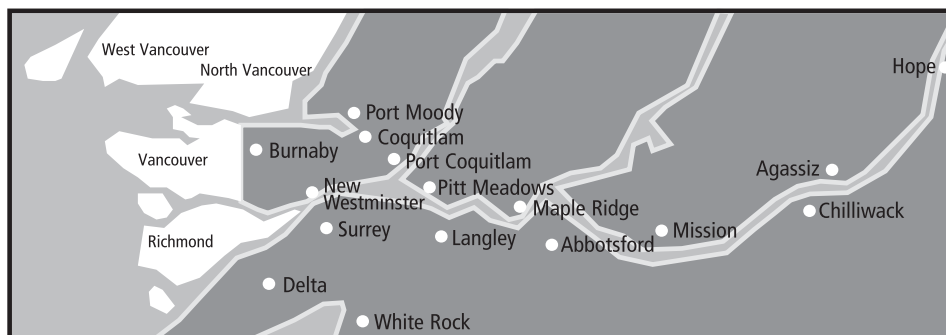 West Vancouver
North Vancouver
Hope
Port Moody
Coquitlam
Burnaby
Vancouver
Port Coquitlam
Agassiz
New
Westminster
Pitt Meadows
Maple Ridge
Chilliwack
Surrey
Langley
Mission
Richmond
Abbotsford
Delta
White Rock